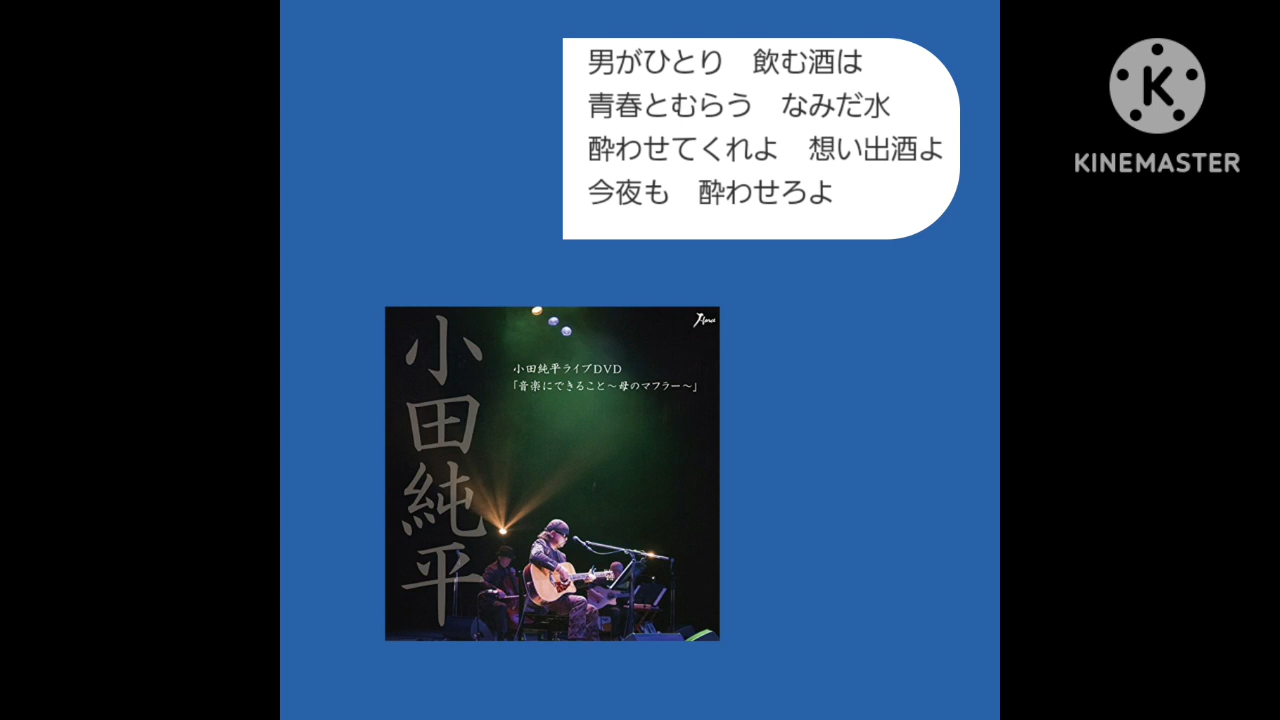 男がひとり　飲む酒は
青春とむらう　なみだ水
酔わせてくれよ　想い出酒よ
今夜も　酔わせろよ
KINEMASTER
小田純平
小田純平ライブDVD
「音楽にできること～母のマフラー～」